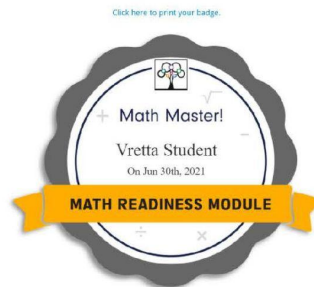 Click here to print your badge.
Math Master!
Vretta Student
On Jun 30th, 2021
MATH READINESS MODULE